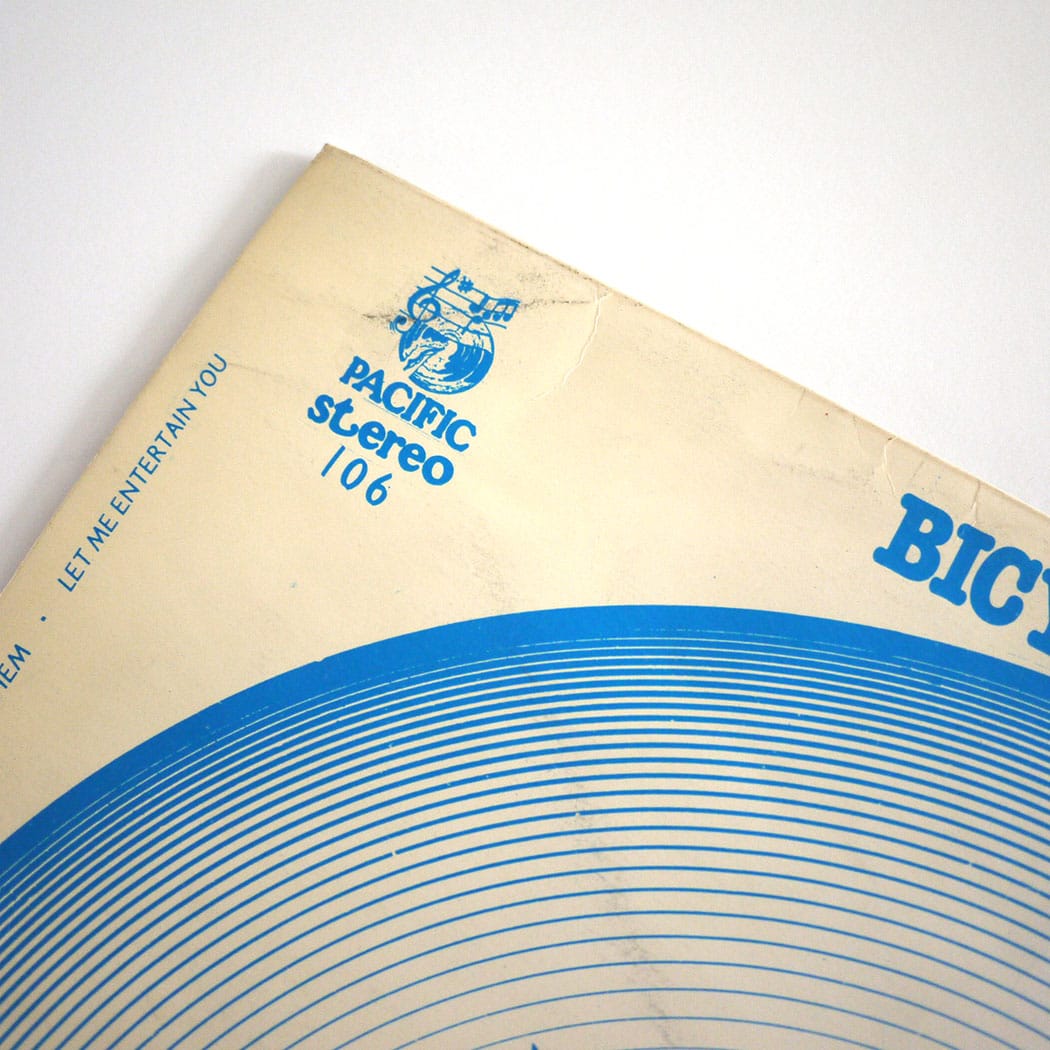 PACIFIC
stereo
106
LET ME ENTERTAIN YOU